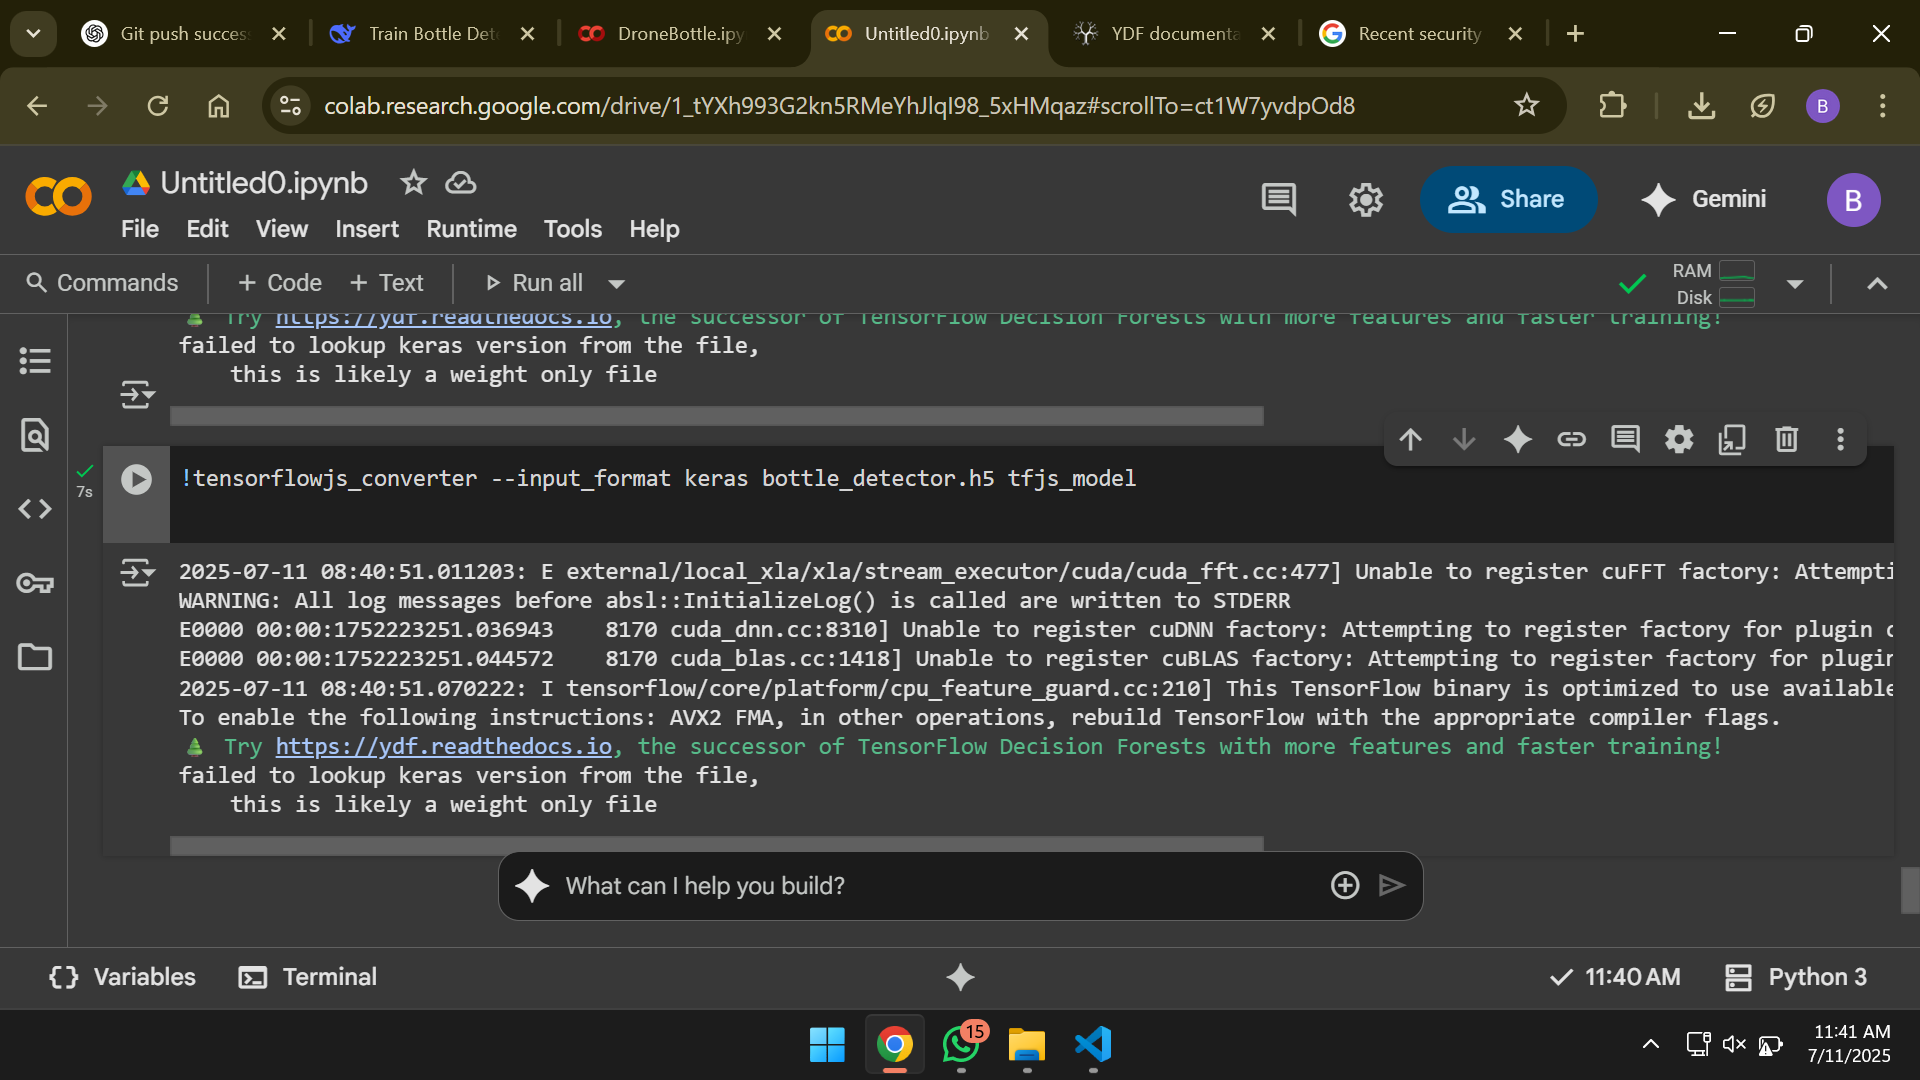 Git push succes
Train Bottle Det
DroneBottle.ipy
Untitled0.ipynb
YDF documenta
Recent security
colab.research.google.com/drive/1_tYXh993G2kn5RMeYhJlqI98_5xHMqaz#scrollTo=ct1W7yvdpOd8
B
Untitled0.ipynb
File Edit View Insert Runtime Tools Help
Share
Gemini
B
Commands + Code + Text Run all
RAM
Disk
Try https://ydf.readthedocs.io, the successor of TensorFlow Decision Forests with more features and faster training!
failed to lookup keras version from the file,
this is likely a weight only file
7s
!tensorflowjs_converter --input_format keras bottle_detector.h5 tfjs_model
2025-07-11 08:40:51.011203: E external/local_xla/xla/stream_executor/cuda/cuda_fft.cc:477] Unable to register cuFFT factory: Attempti
WARNING: All log messages before absl::InitializeLog() is called are written to STDERR
E0000 00:00:1752223251.036943 8170 cuda_dnn.cc:8310] Unable to register cuDNN factory: Attempting to register factory for plugin c
E0000 00:00:1752223251.044572 8170 cuda_blas.cc:1418] Unable to register cuBLAS factory: Attempting to register factory for plugin
2025-07-11 08:40:51.070222: I tensorflow/core/platform/cpu_feature_guard.cc:210] This TensorFlow binary is optimized to use available
To enable the following instructions: AVX2 FMA, in other operations, rebuild TensorFlow with the appropriate compiler flags.
Try https://ydf.readthedocs.io, the successor of TensorFlow Decision Forests with more features and faster training!
failed to lookup keras version from the file,
this is likely a weight only file
What can I help you build?
Variables
Terminal
11:40 AM
Python 3
15
11:41 AM
7/11/2025